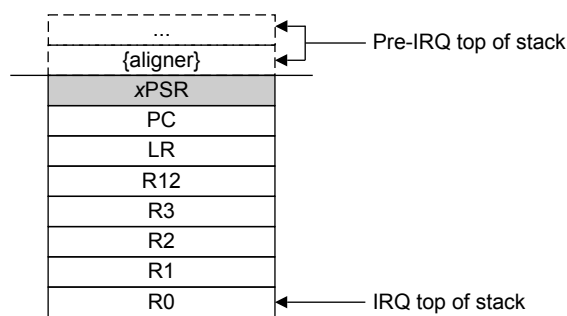 ...
Pre-IRQ top of stack
{aligner}
xPSR
PC
LR
R12
R3
R2
R1
R0
IRQ top of stack